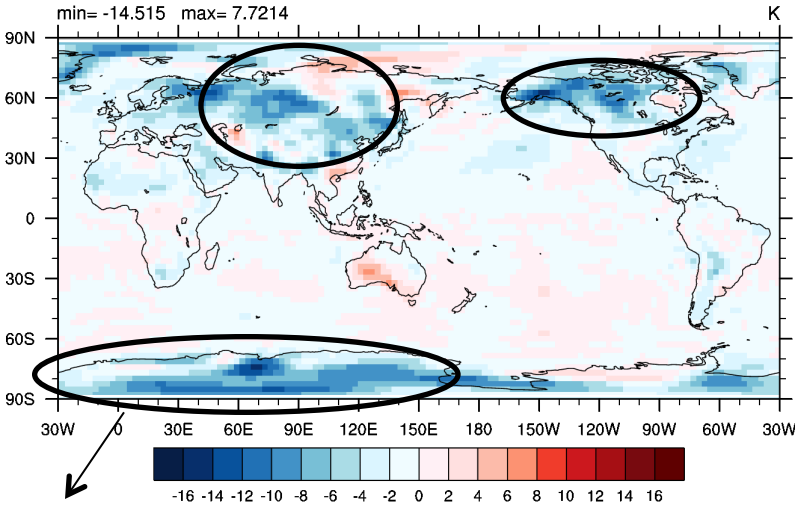 min= -14.515 max= 7.7214 K
90N
60N
30N
0
30S
60S
90S
30W 0 30E 60E 90E 120E 150E 180 150W 120W 90W 60W 30W
-16 -14 -12 -10 -8 -6 -4 -2 0 2 4 6 8 10 12 14 16